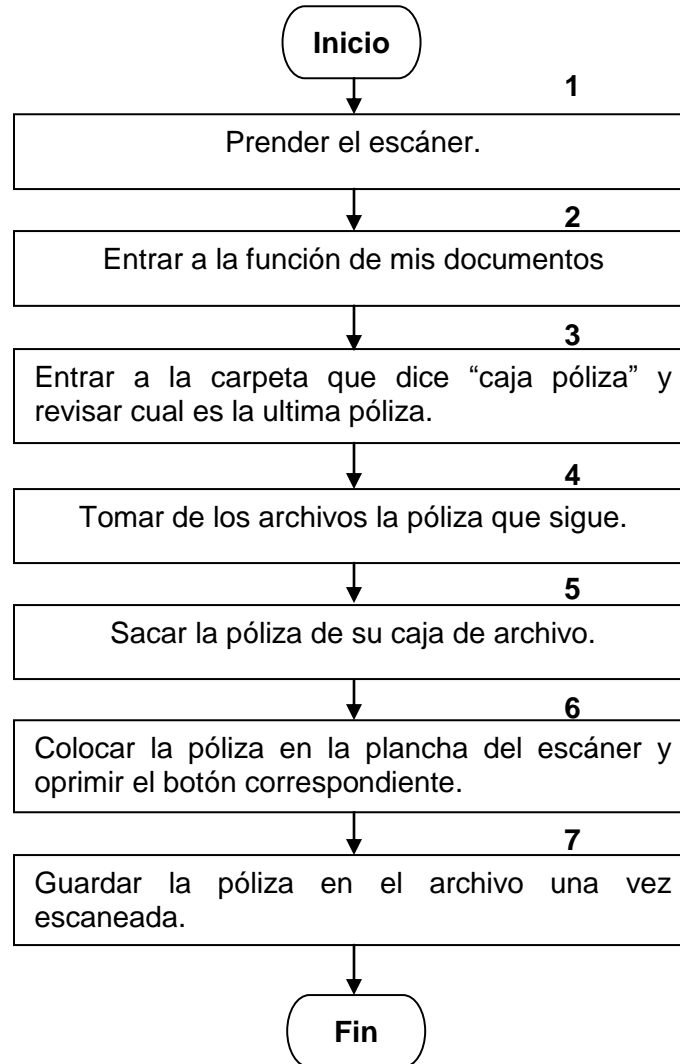 Inicio
1
Prender el escáner.
2
Entrar a la función de mis documentos
3
Entrar a la carpeta que dice “caja póliza” y
revisar cual es la ultima póliza.
4
Tomar de los archivos la póliza que sigue.
5
Sacar la póliza de su caja de archivo.
6
Colocar la póliza en la plancha del escáner y
oprimir el botón correspondiente.
7
Guardar la póliza en el archivo una vez
escaneada.
Fin